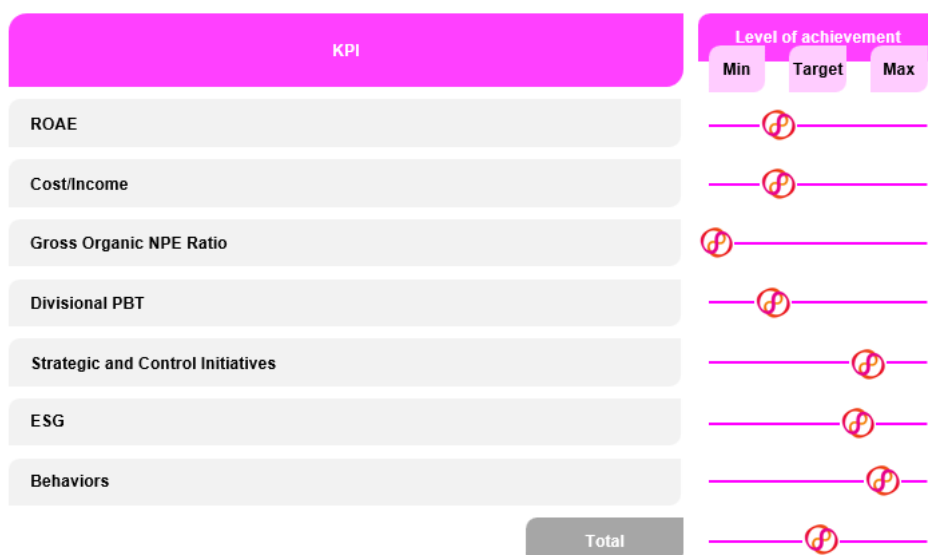 KPI
Level of achievement
Min Target Max
ROAE
Cost/Income
Gross Organic NPE Ratio
Divisional PBT
Strategic and Control Initiatives
ESG
Behaviors
Total